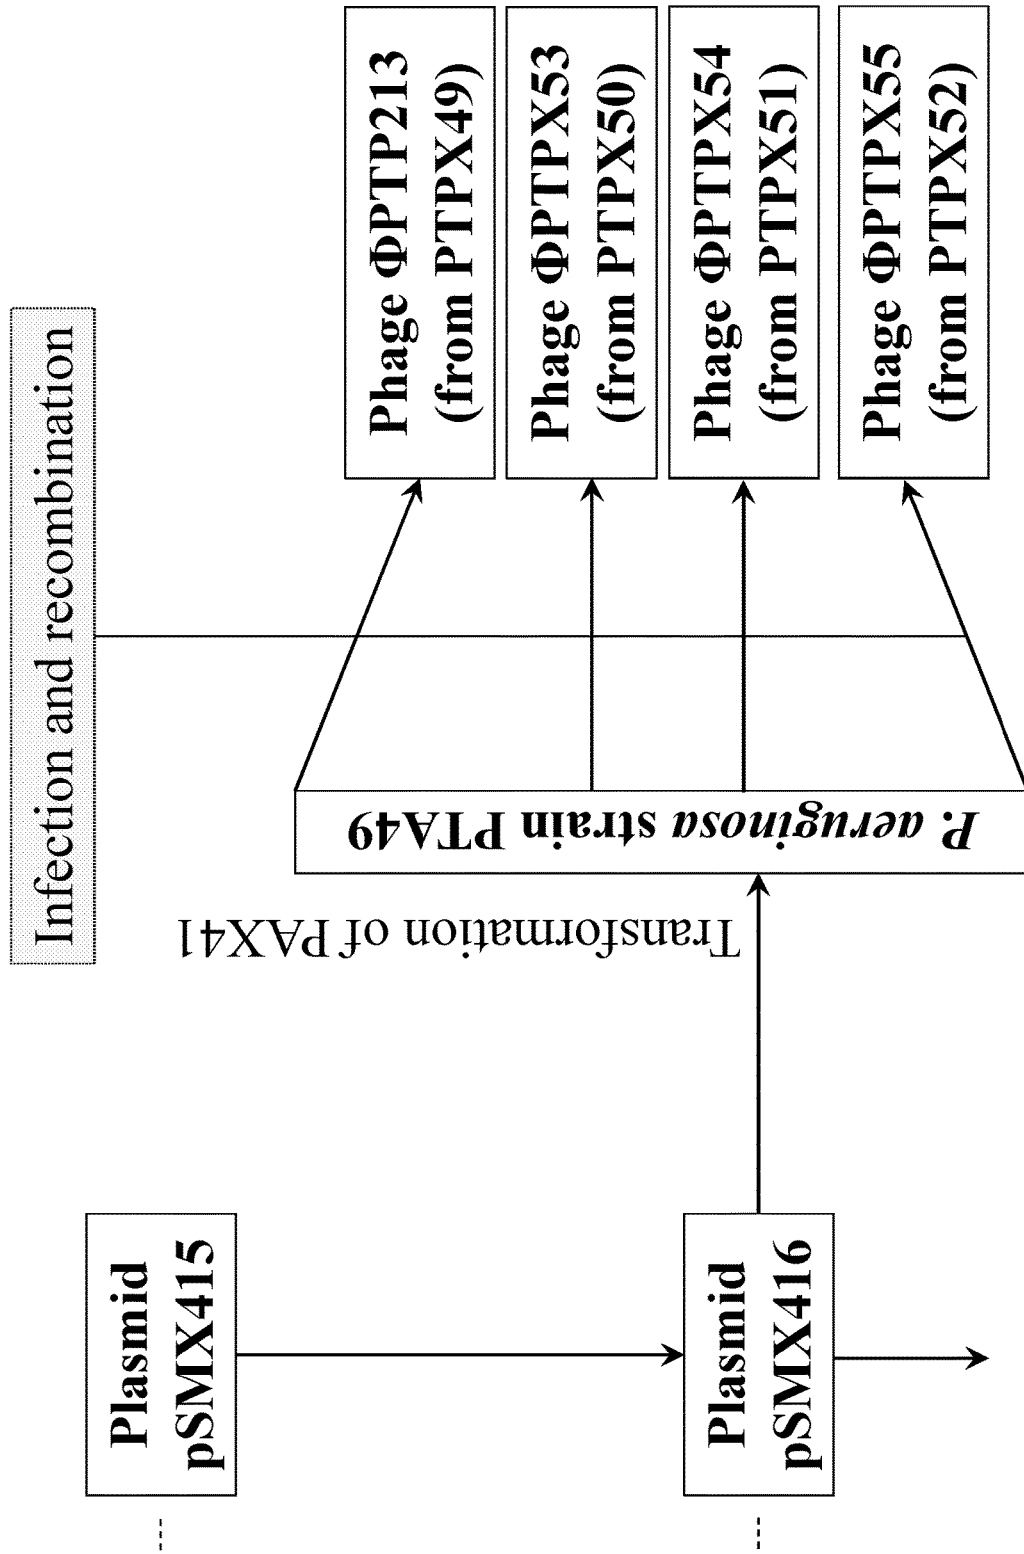 Infection and recombination
Phage ΦPTP213
(from PTPX49)
Phage ΦPTPX53
(from PTPX50)
Phage ΦPTPX54
(from PTPX51)
Phage ΦPTPX55
(from PTPX52)
P. aeruginosa strain PTA49
Transformation of PAX41
Plasmid
pSMX415
Plasmid
pSMX416